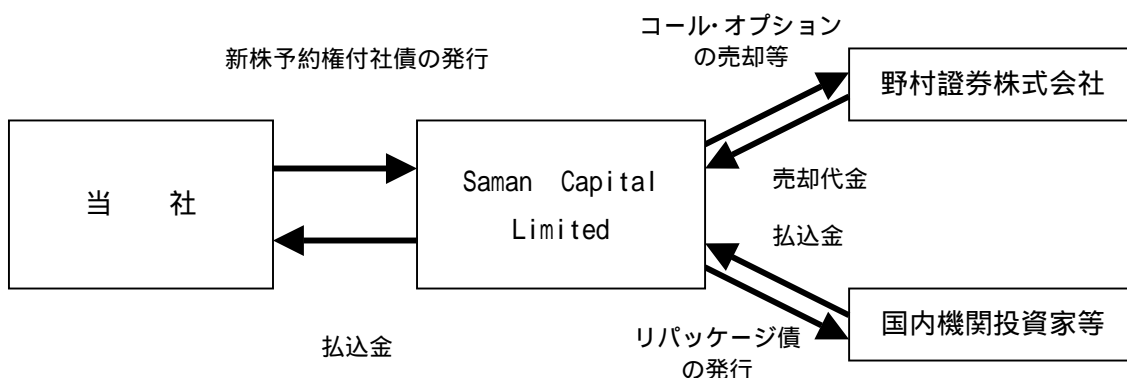 コール・オプション
の売却等
新株予約権付社債の発行
野村證券株式会社
当 社
Saman Capital
Limited
売却代金
払込金
国内機関投資家等
払込金
リパッケージ債
の発行